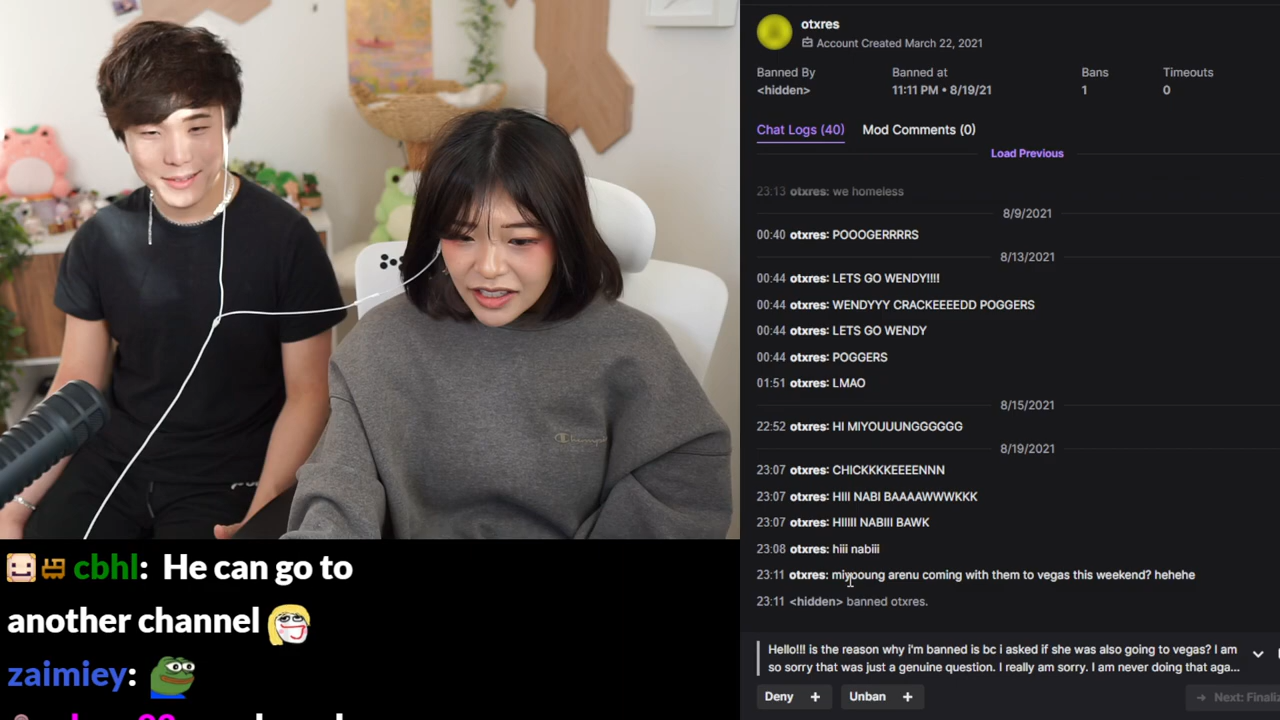 otxres
Account Created March 22, 2021
Banned By
Banned at
Bans
Timeouts
<hidden>
11:11 PM • 8/19/21
1
0
Chat Logs (40)
Mod Comments (0)
Load Previous
23:13 otxres: we homeless
8/9/2021
00:40 otxres: POOOGERRRRS
8/13/2021
00:44 otxres: LETS GO WENDY!!!!
00:44 otxres: WENDYYY CRACKEEEEDD POGGERS
00:44 otxres: LETS GO WENDY
00:44 otxres: POGGERS
01:51 otxres: LMAO
8/15/2021
22:52 otxres: HI MIYOUUUNGGGGGG
8/19/2021
23:07 otxres: CHICKKKKEEEENNN
23:07 otxres: HIII NABI BAAAAWWWKKK
23:07 otxres: HIIIII NABIII BAWK
23:08 otxres: hiii nabiii
23:11 otxres: miyooung arenu coming with them to vegas this weekend? hehehe
23:11 <hidden> banned otxres.
Hello!!! is the reason why i'm banned is bc i asked if she was also going to vegas? I am
so sorry that was just a genuine question. I really am sorry. I am never doing that aga...
Deny +
Unban +
→ Next: Finali
Champion
cbhl: He can go to
another channel
zaimiey: